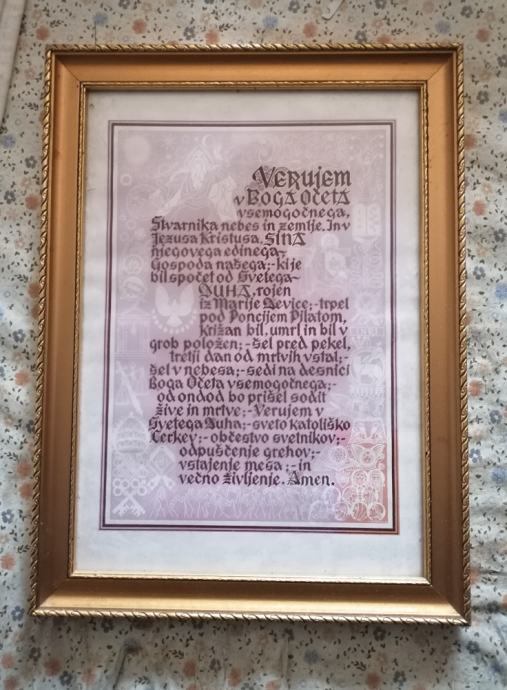 Verujem
v Boga Očeta
vsemogočnega,
Stvarnika nebes in zemlje. In v
Jezusa Kristusa, SINA
njegovega edinega
Gospoda našega;- ki je
bil spočet od Svetega
DUHA, rojen
iz Marije Device;- trpel
pod Poncijem Pilatom,
križan bil, umrl in bil v
grob položen;- šel pred pekel,
tretji dan od mrtvih vstal;-
šel v nebesa;- sedi na desnici
Boga Očeta vsemogočnega;-
od ondod bo prišel sodit
žive in mrtve;- Verujem v
Svetega Duha;- sveto katoliško
Cerkev;- občestvo svetnikov;-
odpuščenje grehov;-
vstajenje mesa;- in
večno življenje. Amen.